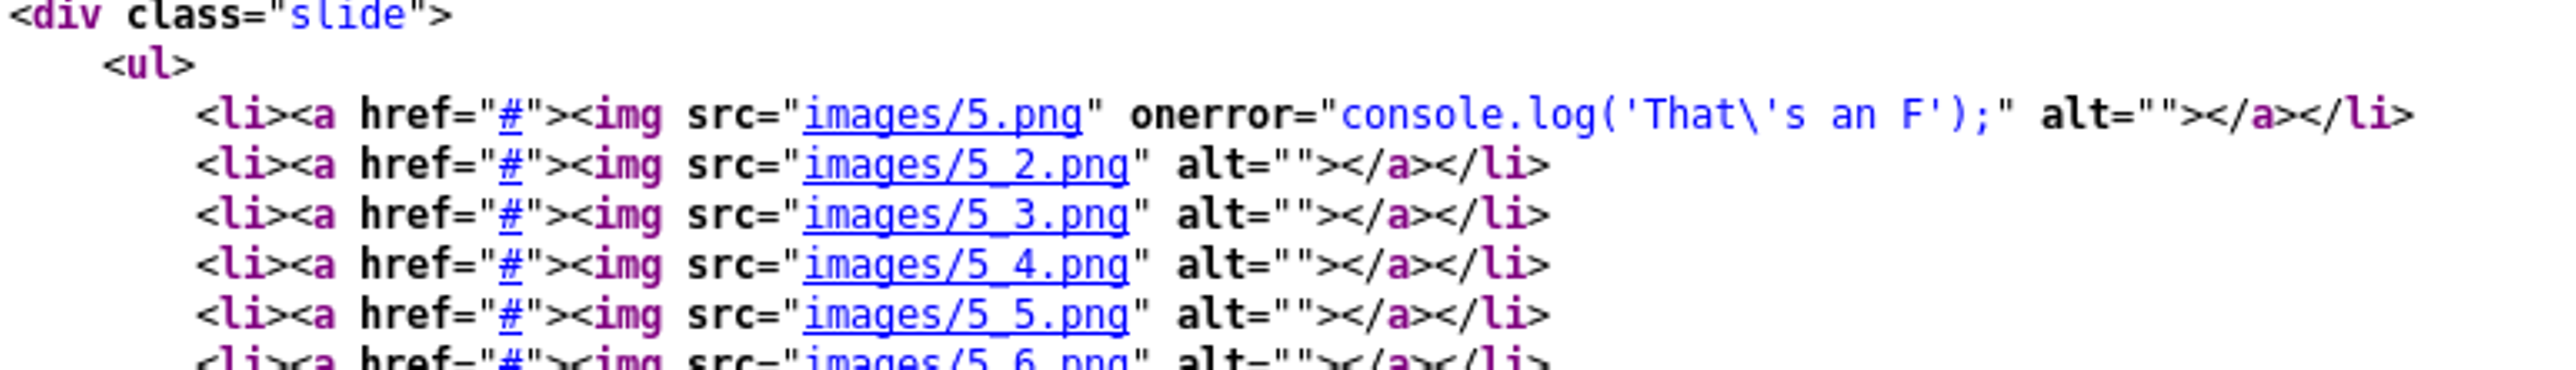 <div class="slide">
<ul>
<li><a href="#"><img src="images/5.png" onerror="console.log('That\'s an F');" alt=""></a></li>
<li><a href="#"><img src="images/5_2.png" alt=""></a></li>
<li><a href="#"><img src="images/5_3.png" alt=""></a></li>
<li><a href="#"><img src="images/5_4.png" alt=""></a></li>
<li><a href="#"><img src="images/5_5.png" alt=""></a></li>
<li><a href="#"><img src="images/5_6.png" alt=""></a></li>